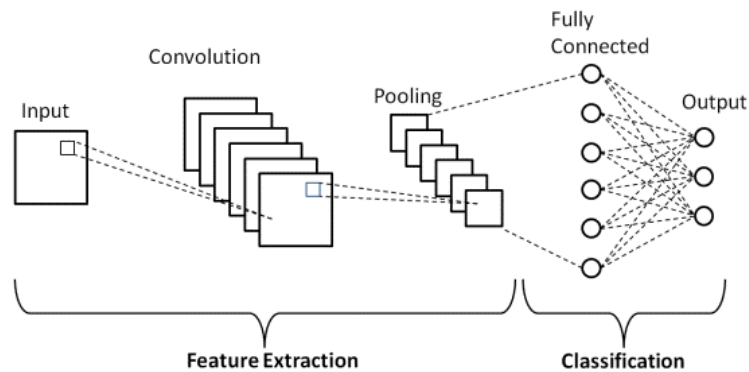 Input
Convolution
Pooling
Fully
Connected
Output
Feature Extraction
Classification